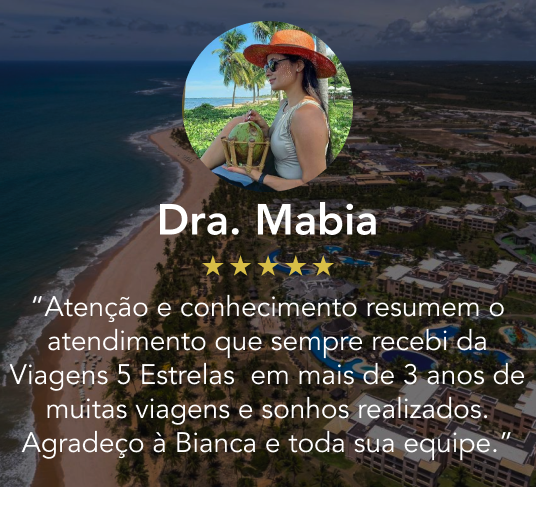 Dra. Mabia
“Atenção e conhecimento resumem o
atendimento que sempre recebi da
Viagens 5 Estrelas em mais de 3 anos de
muitas viagens e sonhos realizados.
Agradeço à Bianca e toda sua equipe.”